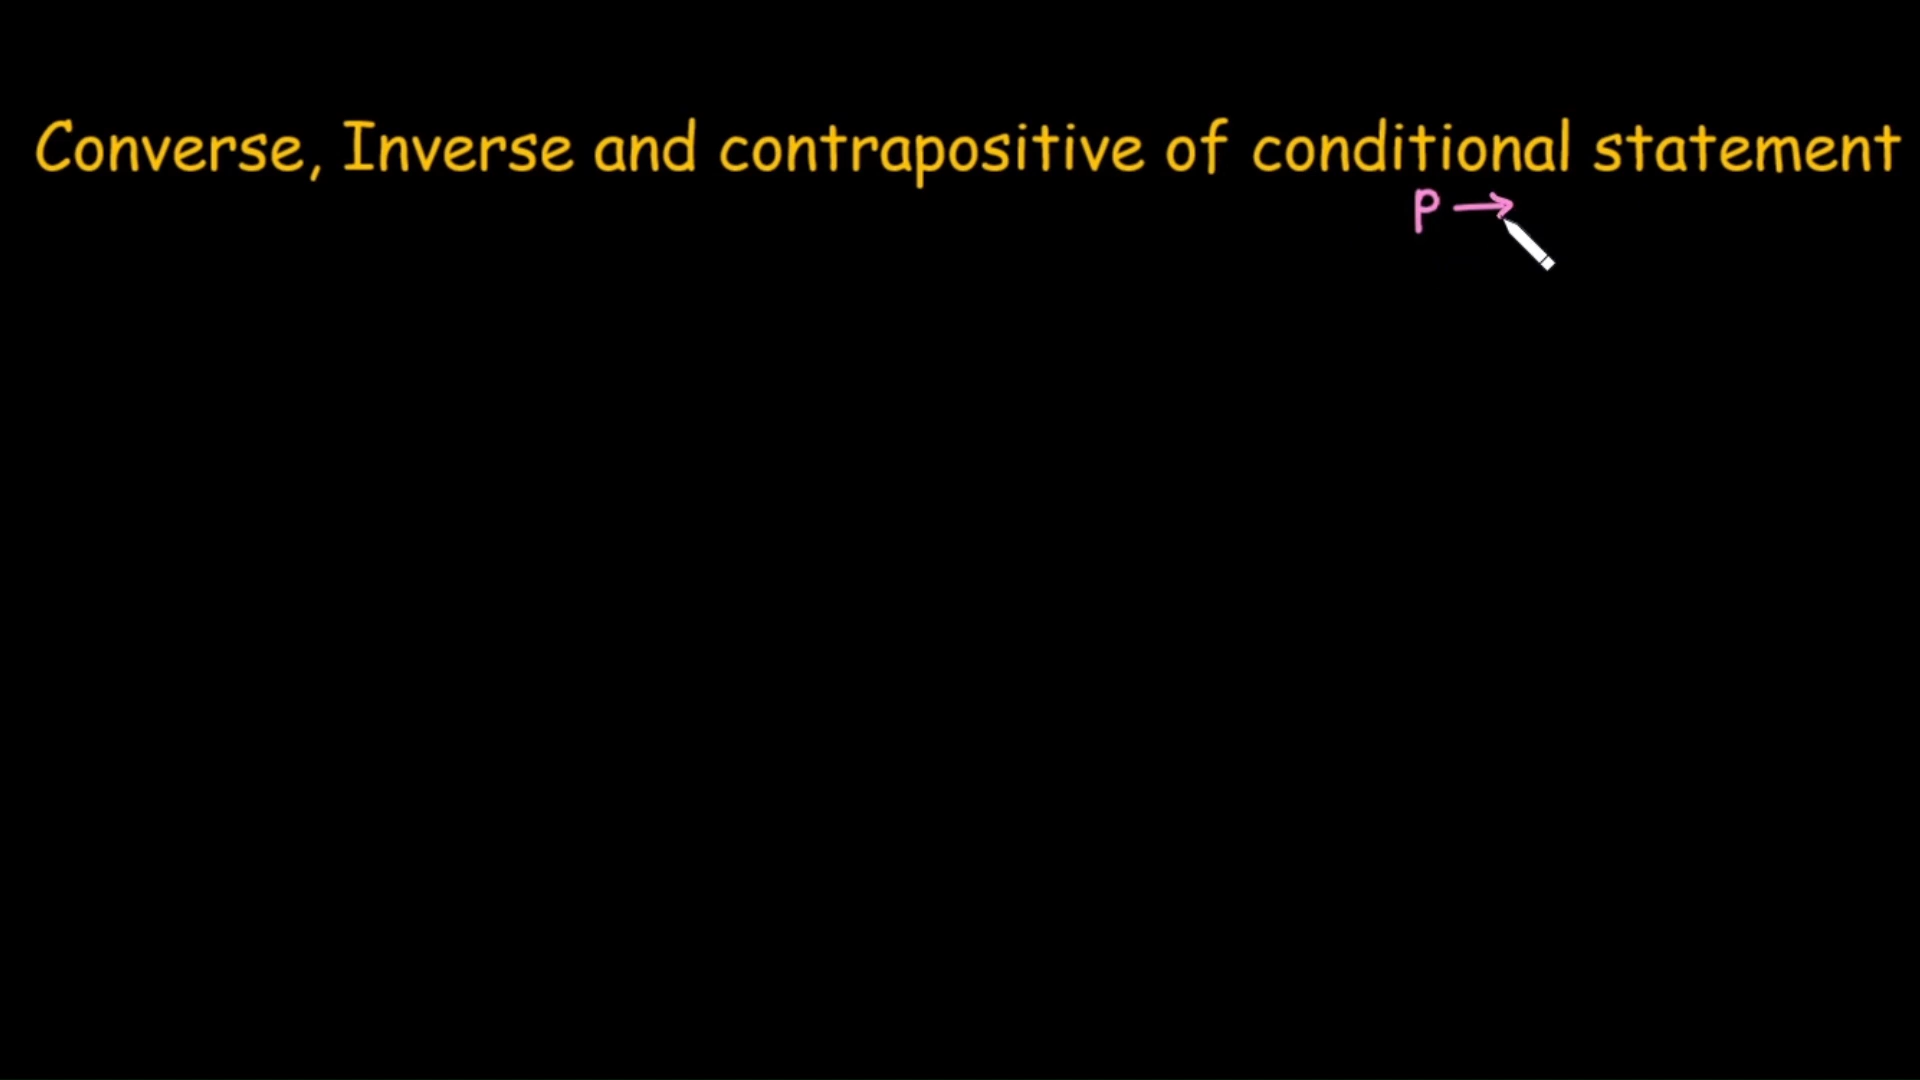 Converse, Inverse and contrapositive of conditional statement
p →